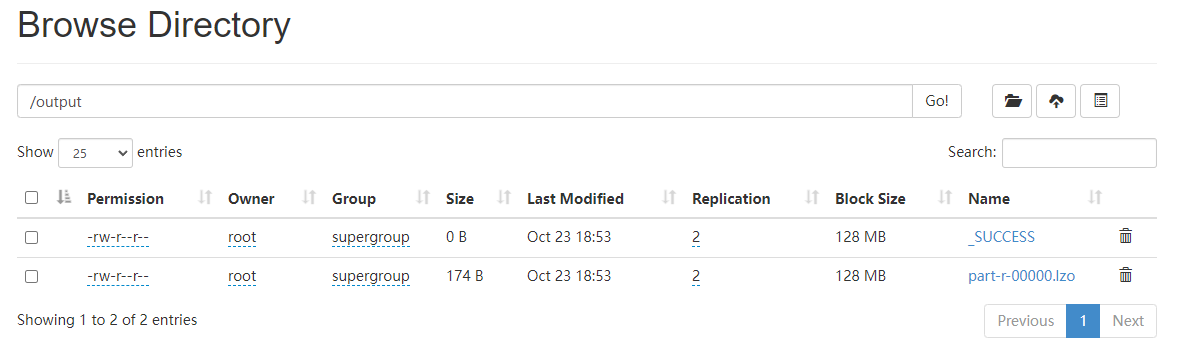 Browse Directory
/output Go!
Show 25 entries Search:
Permission Owner Group Size Last Modified Replication Block Size Name
-rw-r--r-- root supergroup 0 B Oct 23 18:53 2 128 MB _SUCCESS
-rw-r--r-- root supergroup 174 B Oct 23 18:53 2 128 MB part-r-00000.lzo
Showing 1 to 2 of 2 entries Previous 1 Next